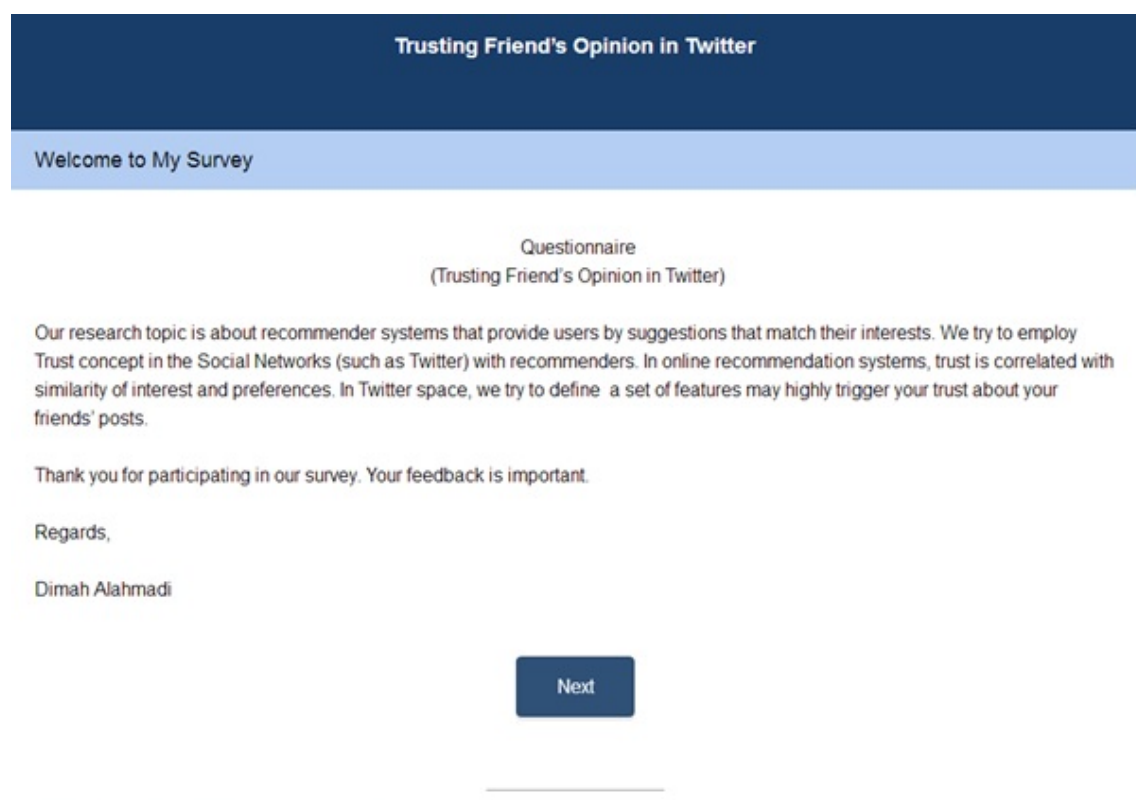 Trusting Friend's Opinion in Twitter
Welcome to My Survey
Questionnaire
(Trusting Friend's Opinion in Twitter)
Our research topic is about recommender systems that provide users by suggestions that match their interests. We try to employ
Trust concept in the Social Networks (such as Twitter) with recommenders. In online recommendation systems, trust is correlated with
similarity of interest and preferences. In Twitter space, we try to define a set of features may highly trigger your trust about your
friends' posts.
Thank you for participating in our survey. Your feedback is important.
Regards,
Dimah Alahmadi
Next